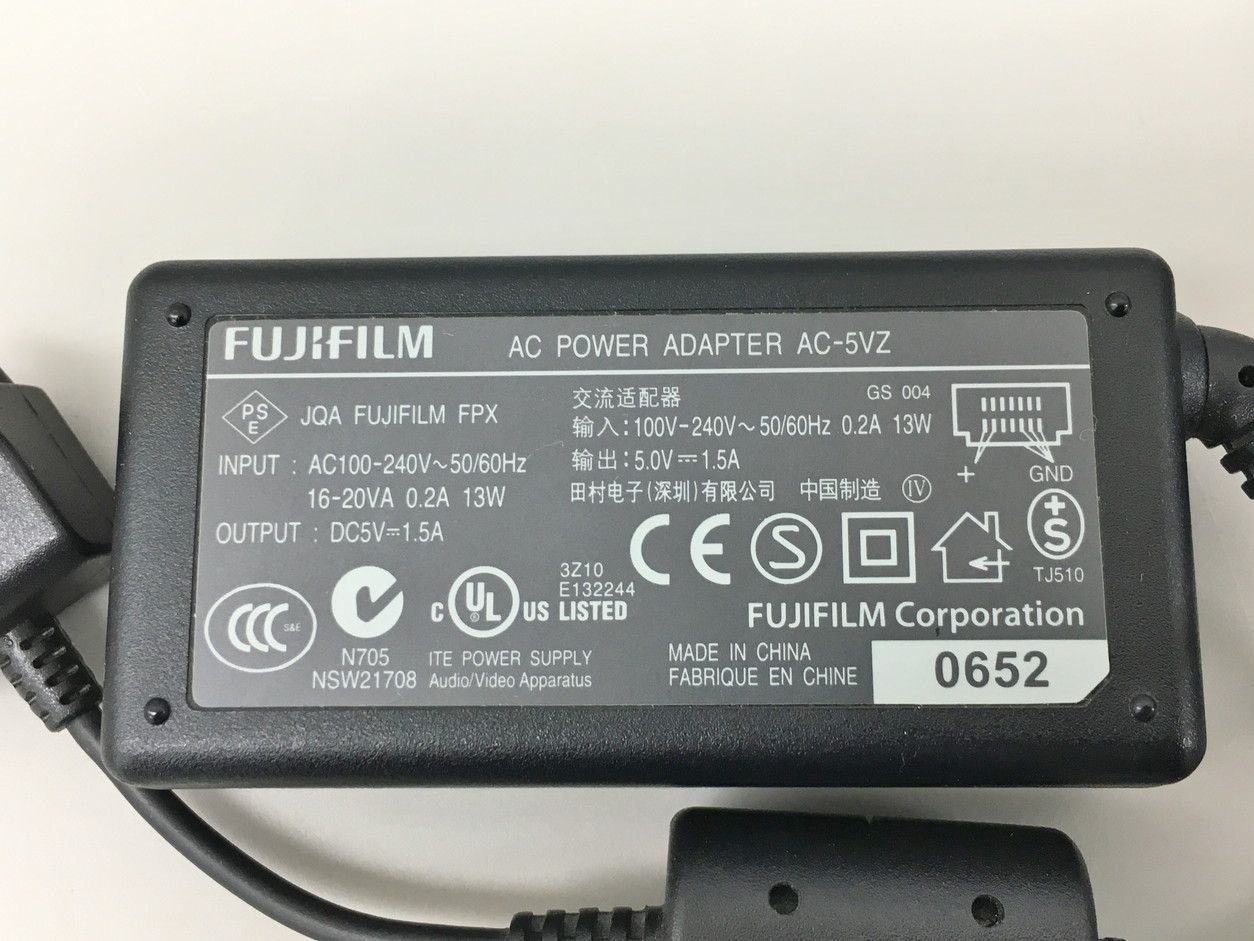 FUJIFILM AC POWER ADAPTER AC-5VZ
PS E JQA FUJIFILM FPX
INPUT : AC100-240V～50/60Hz
16-20VA 0.2A 13W
OUTPUT : DC5V⎓1.5A
交流适配器 GS 004
输入：100V-240V～50/60Hz 0.2A 13W
输出：5.0V⎓1.5A
田村电子(深圳)有限公司 中国制造 Ⅳ
+ GND
CE S +S
TJ510
CCC S&E
N705
NSW21708
c UL ® US LISTED
3Z10
E132244
ITE POWER SUPPLY
Audio/Video Apparatus
FUJIFILM Corporation
MADE IN CHINA
FABRIQUE EN CHINE
0652